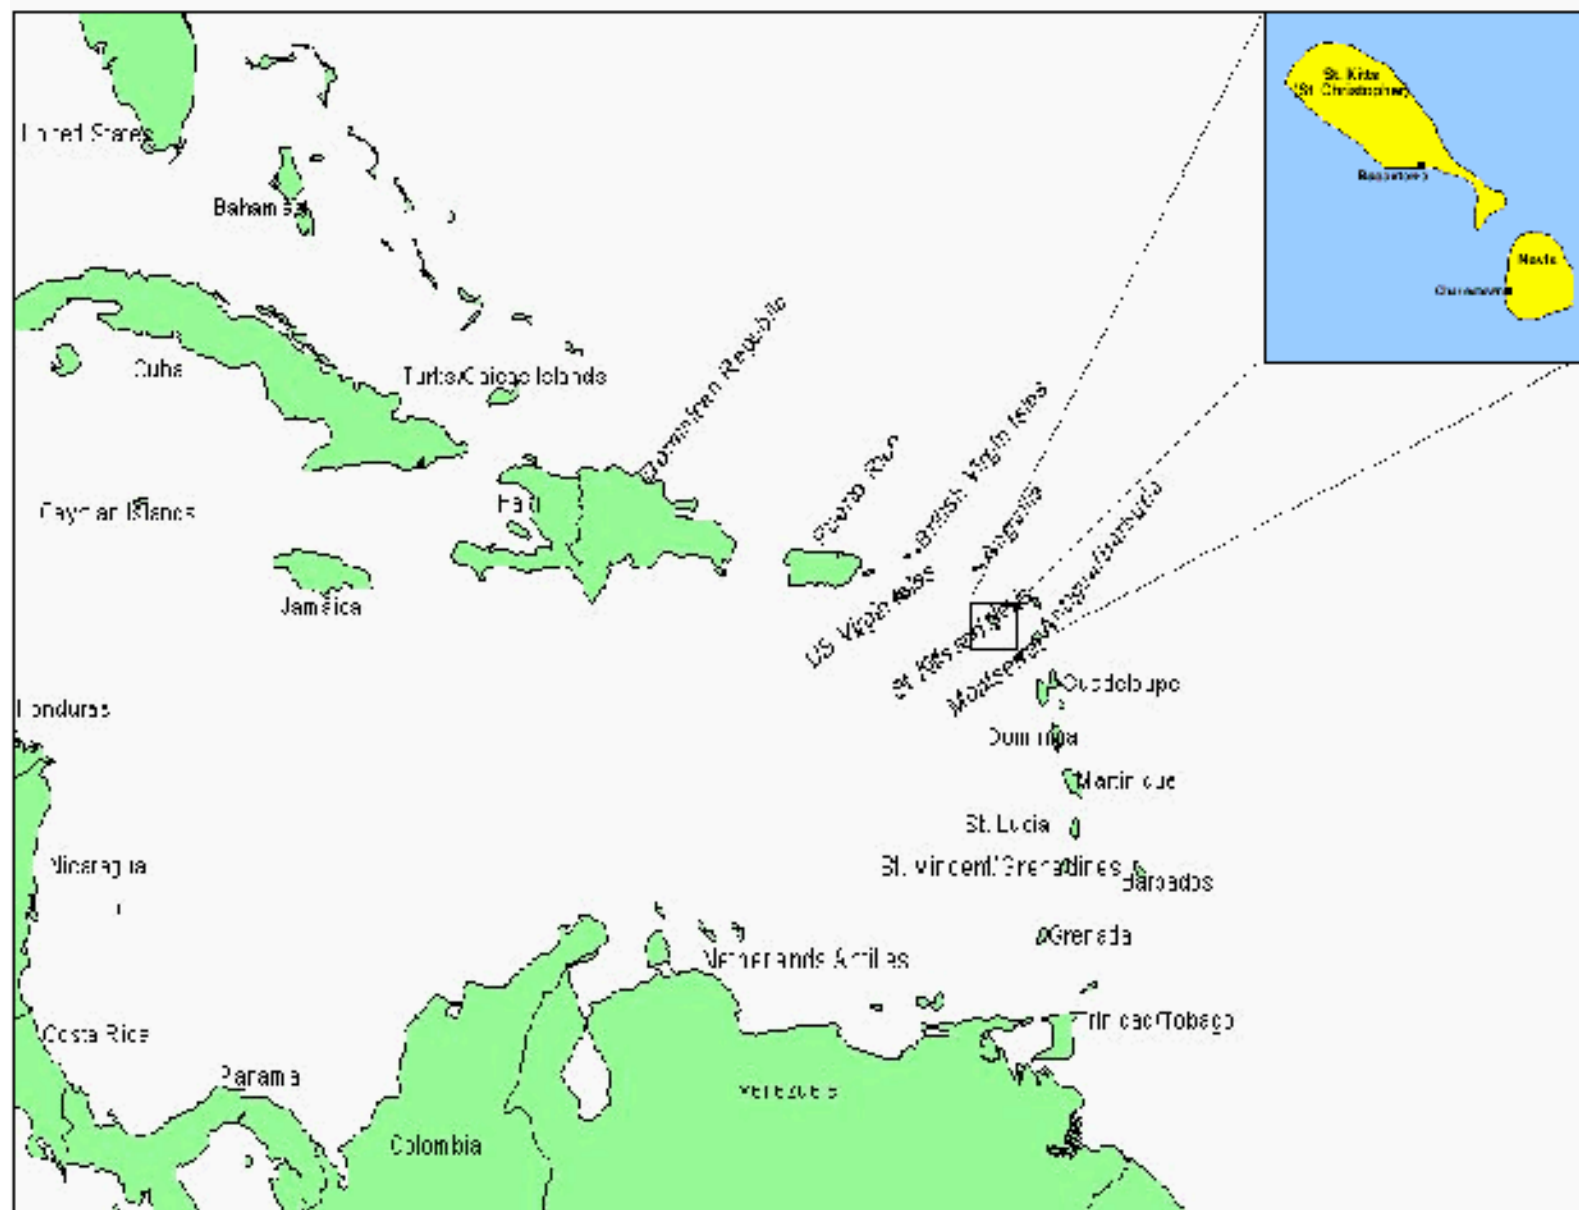 St. Kitts
(St. Christopher)
United States
Basseterre
Bahamas
Nevis
Charlestown
Dominican Republic
Cuba
Turks/Caicos Islands
British Virgin Isles
Puerto Rico
Anguilla
Antigua/Barbuda
Haiti
Cayman Islands
US Virgin Isles
Jamaica
St. Kitts and Nevis
Montserrat
Guadeloupe
Honduras
Dominica
Martinique
St. Lucia
Nicaragua
St. Vincent/Grenadines
Barbados
Grenada
Netherlands Antilles
Trinidad/Tobago
Costa Rica
Panama
Venezuela
Colombia